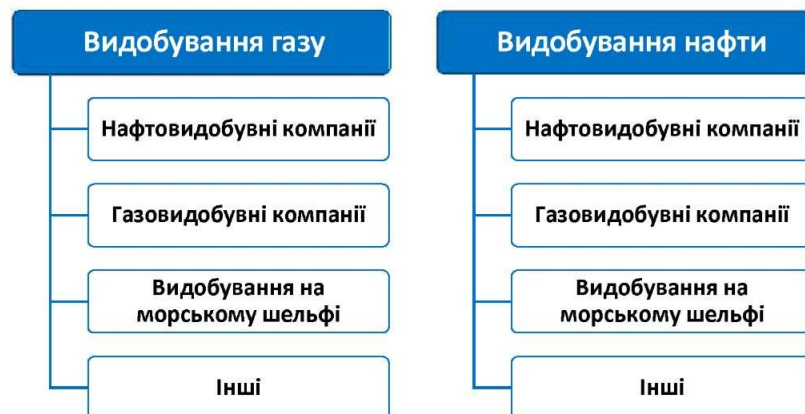 Видобування газу
Нафтовидобувні компанії
Газовидобувні компанії
Видобування на
морському шельфі
Інші
Видобування нафти
Нафтовидобувні компанії
Газовидобувні компанії
Видобування на
морському шельфі
Інші